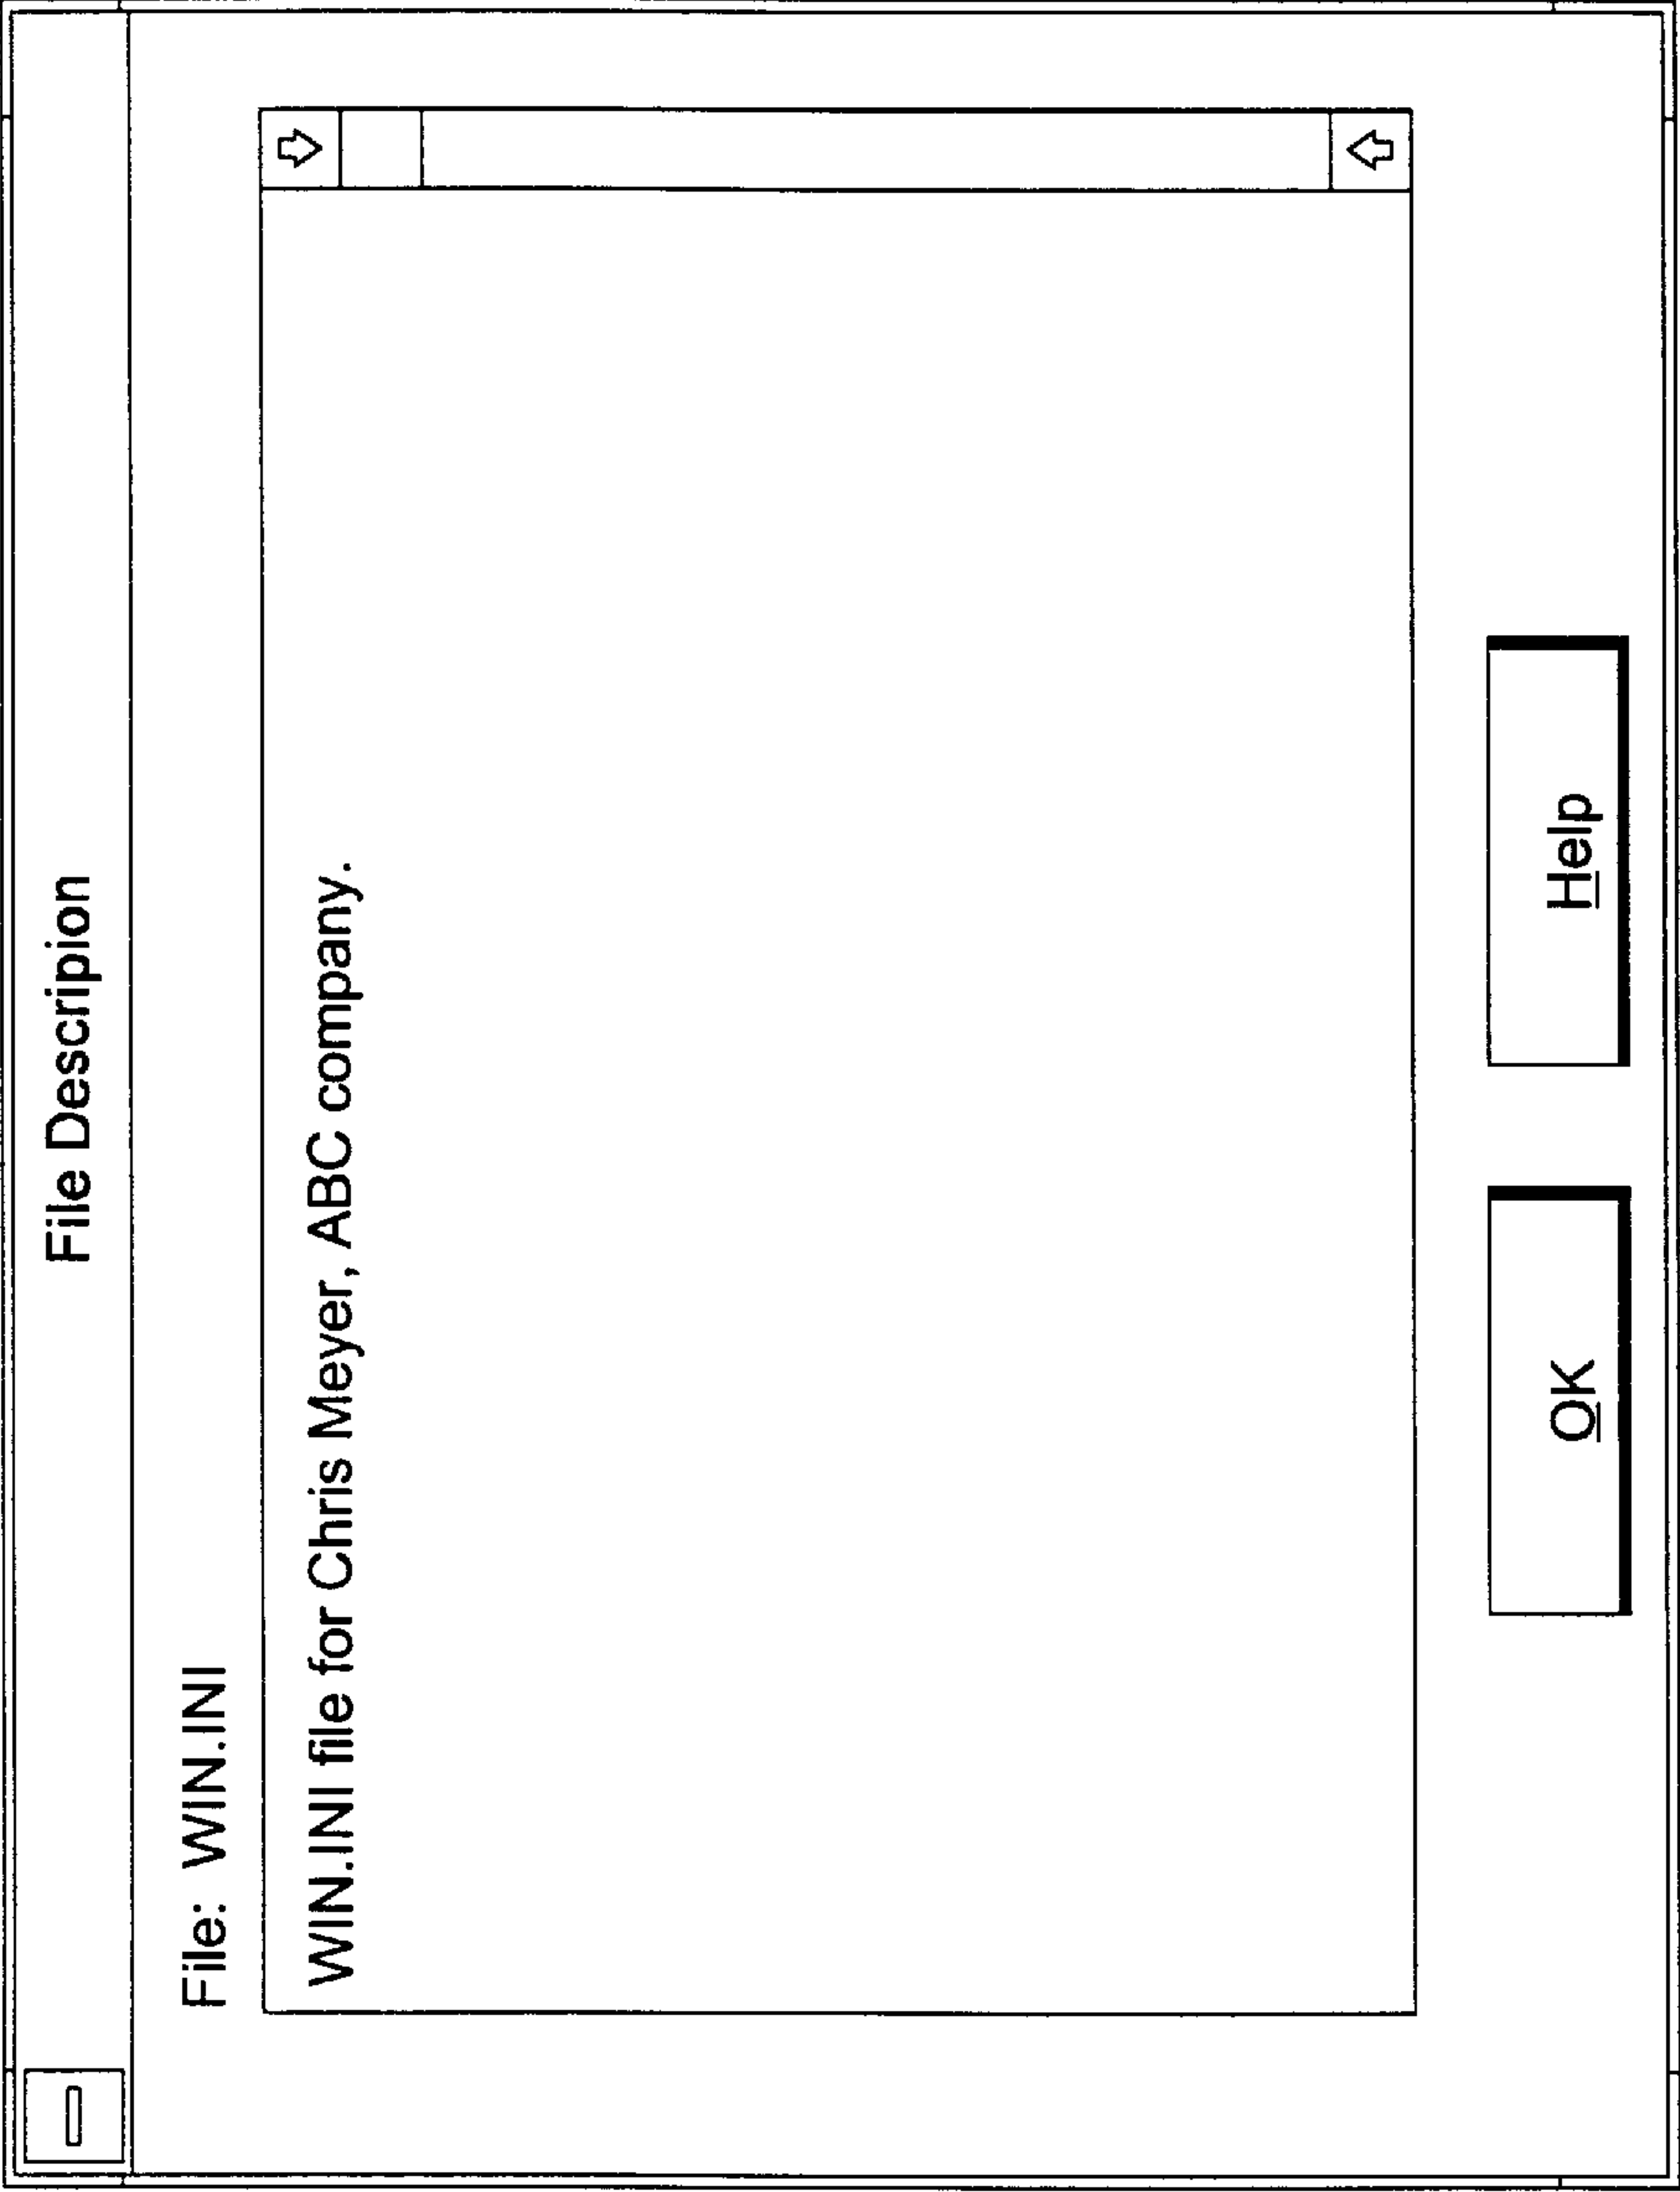 File Descripion
File: WIN.INI
WIN.INI file for Chris Meyer, ABC company.
OK
Help